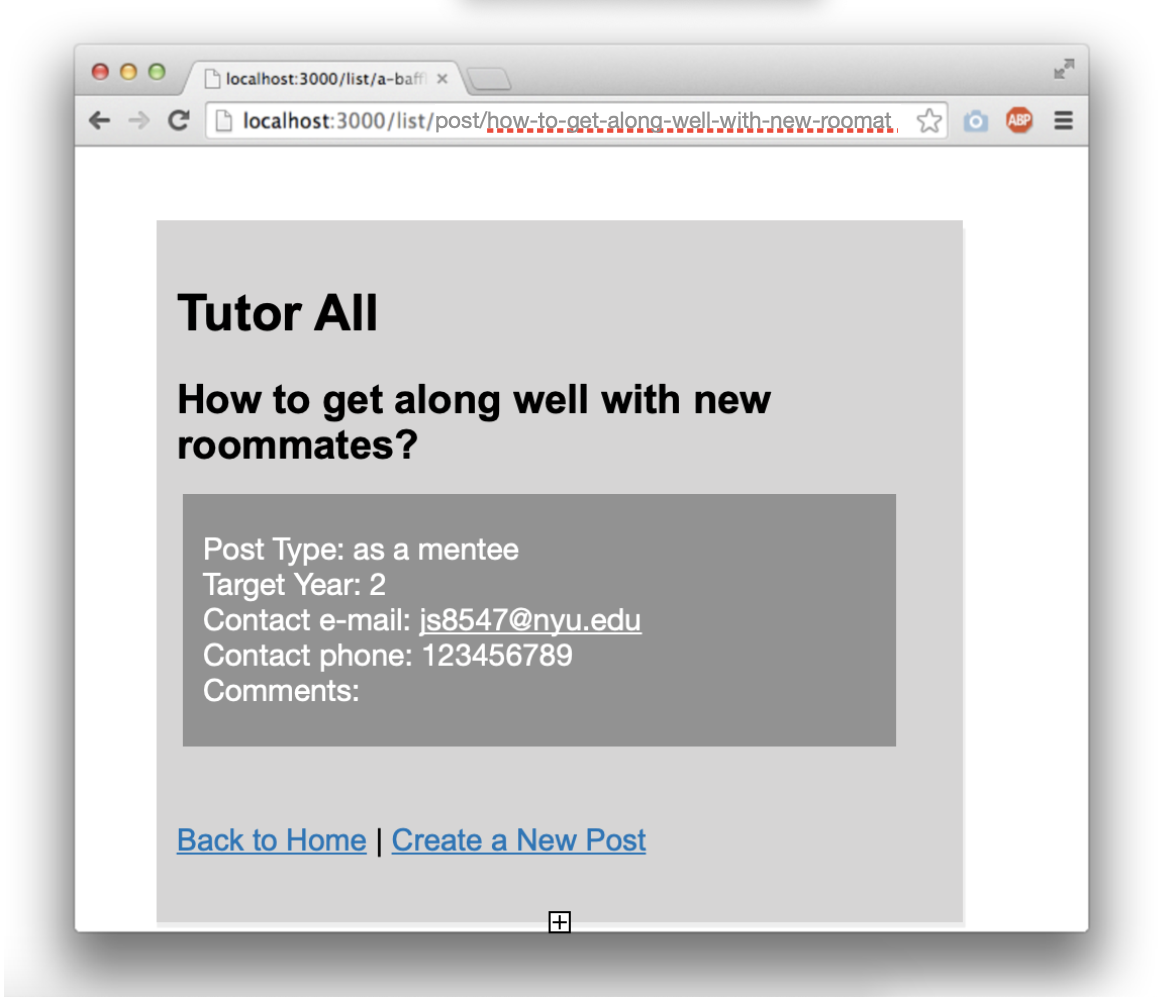 localhost:3000/list/a-baffl
localhost:3000/list/post/how-to-get-along-well-with-new-roomat
ABP
Tutor All
How to get along well with new
roommates?
Post Type: as a mentee
Target Year: 2
Contact e-mail: js8547@nyu.edu
Contact phone: 123456789
Comments:
Back to Home | Create a New Post